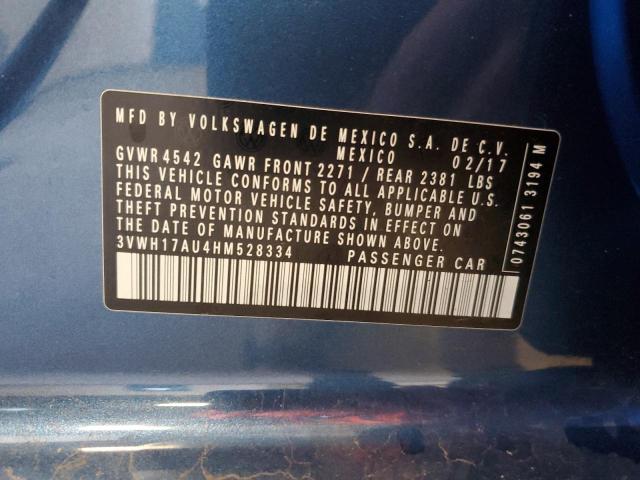 MFD BY VOLKSWAGEN DE MEXICO S.A. DE C.V.
MEXICO 02/17
GVWR 4542 GAWR FRONT 2271 / REAR 2381 LBS
THIS VEHICLE CONFORMS TO ALL APPLICABLE U.S.
FEDERAL MOTOR VEHICLE SAFETY, BUMPER AND
THEFT PREVENTION STANDARDS IN EFFECT ON
THE DATE OF MANUFACTURE SHOWN ABOVE.
3VWH17AU4HM528334 PASSENGER CAR
0743061 3194 M